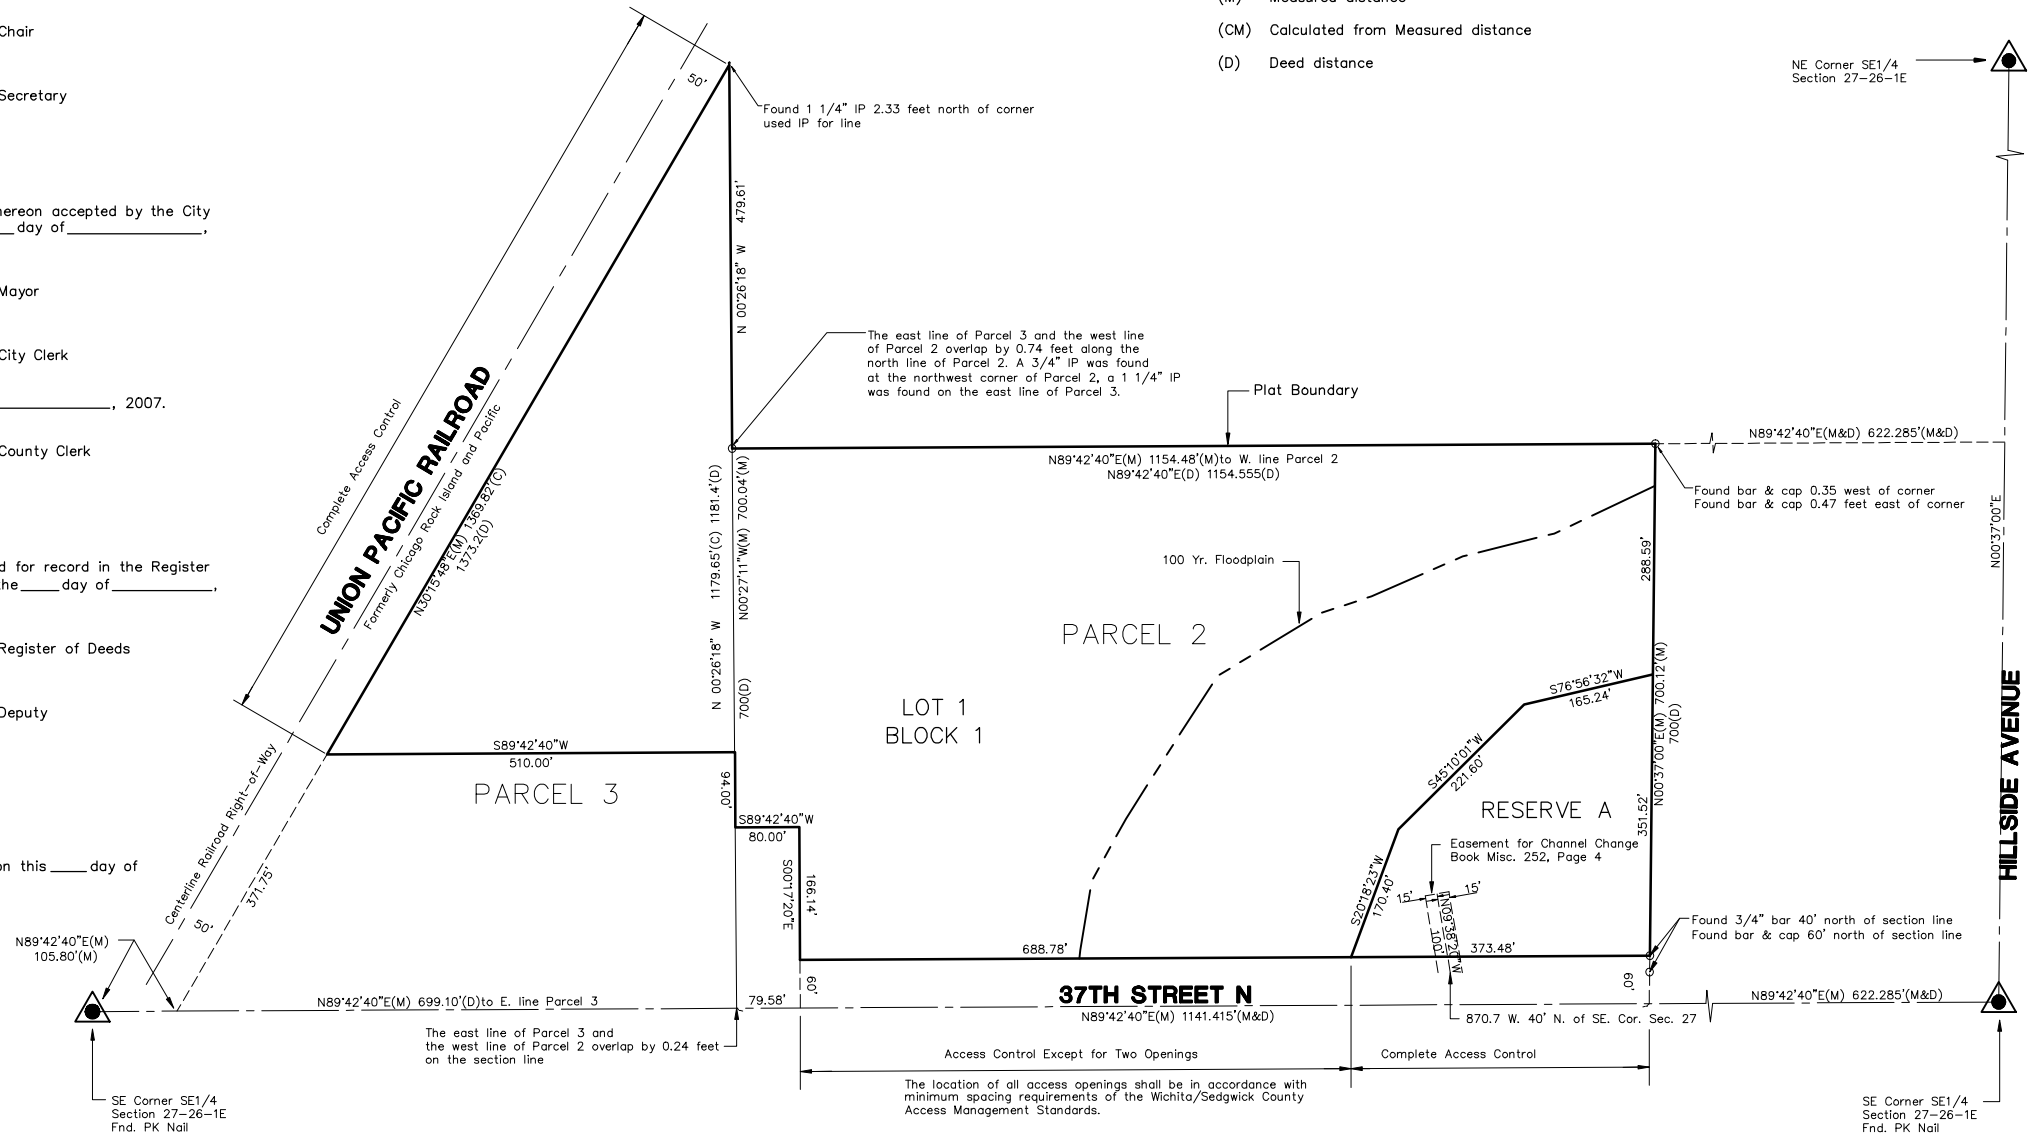 Chair
Secretary
hereon accepted by the City
___day of______________,
Mayor
City Clerk
____________, 2007.
County Clerk
d for record in the Register
the____day of__________,
Register of Deeds
Deputy
on this____day of
(M) Measured distance
(CM) Calculated from Measured distance
(D) Deed distance
NE Corner SE1/4
Section 27-26-1E
50'
Found 1 1/4" IP 2.33 feet north of corner
used IP for line
N 00°26'18" W 479.61'
The east line of Parcel 3 and the west line
of Parcel 2 overlap by 0.74 feet along the
north line of Parcel 2. A 3/4" IP was found
at the northwest corner of Parcel 2, a 1 1/4" IP
was found on the east line of Parcel 3.
Plat Boundary
Complete Access Control
UNION PACIFIC RAILROAD
Formerly Chicago Rock Island and Pacific
N30°15'48"E(M) 1369.82'(C)
1373.2(D)
N89°42'40"E(M) 1154.48'(M)to W. line Parcel 2
N89°42'40"E(D) 1154.555(D)
N89°42'40"E(M&D) 622.285'(M&D)
Found bar & cap 0.35 west of corner
Found bar & cap 0.47 feet east of corner
N 00°26'18" W 1179.65'(C) 1181.4'(D)
N00°27'11"W(M) 700.04'(M)
700(D)
100 Yr. Floodplain
288.59'
N00°37'00"E
PARCEL 2
LOT 1
BLOCK 1
S76°56'32"W
165.24'
N00°37'00"E(M) 700.12'(M)
700(D)
HILLSIDE AVENUE
S89°42'40"W
510.00'
PARCEL 3
94.00'
S89°42'40"W
80.00'
S45°10'01"W
221.60'
RESERVE A
351.52'
Easement for Channel Change
Book Misc. 252, Page 4
Centerline Railroad Right-of-Way
371.75'
50'
S00°17'20"E
166.14'
S20°18'23"W
170.40'
15'
15'
N09°38'20"W
100'
688.78'
373.48'
Found 3/4" bar 40' north of section line
Found bar & cap 60' north of section line
N89°42'40"E(M)
105.80'(M)
N89°42'40"E(M) 699.10'(D)to E. line Parcel 3
79.58'
60'
37TH STREET N
N89°42'40"E(M) 1141.415'(M&D)
60'
N89°42'40"E(M) 622.285'(M&D)
870.7 W. 40' N. of SE. Cor. Sec. 27
The east line of Parcel 3 and
the west line of Parcel 2 overlap by 0.24 feet
on the section line
Access Control Except for Two Openings
Complete Access Control
The location of all access openings shall be in accordance with
minimum spacing requirements of the Wichita/Sedgwick County
Access Management Standards.
SE Corner SE1/4
Section 27-26-1E
Fnd. PK Nail
SE Corner SE1/4
Section 27-26-1E
Fnd. PK Nail